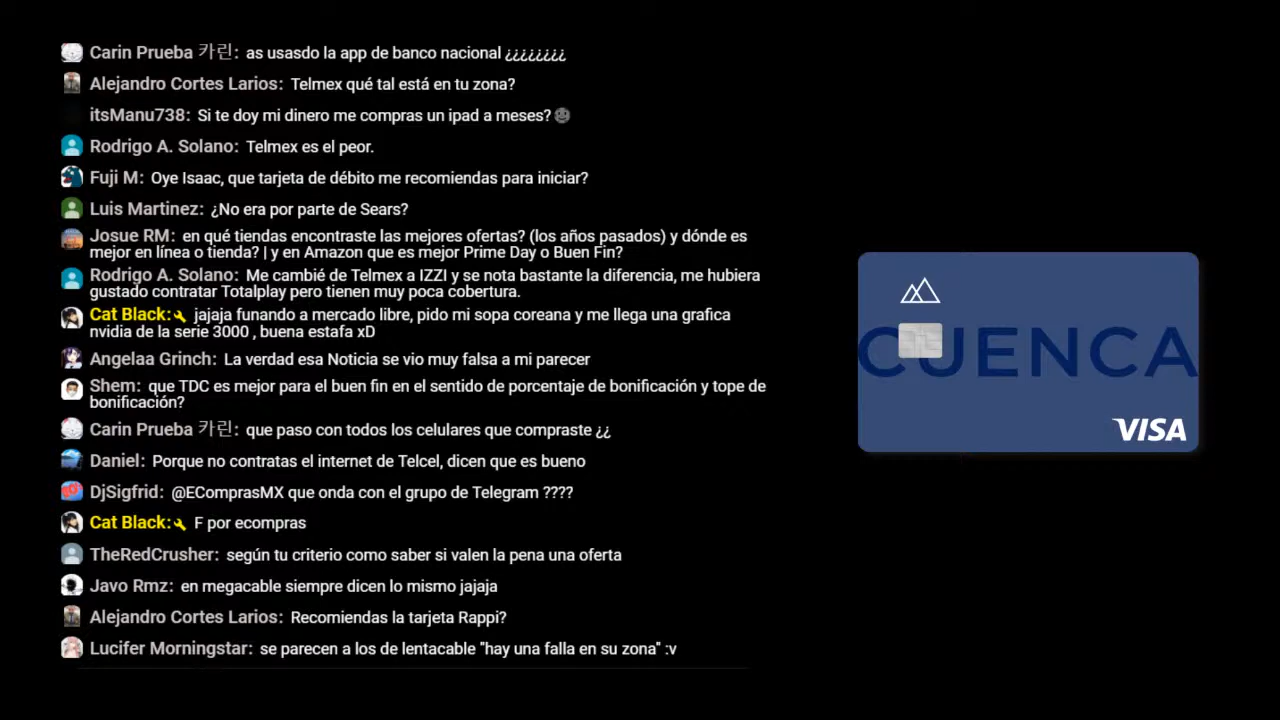 Carin Prueba 카린: as usasdo la app de banco nacional ¿¿¿¿¿¿¿¿
Alejandro Cortes Larios: Telmex qué tal está en tu zona?
itsManu738: Si te doy mi dinero me compras un ipad a meses?
Rodrigo A. Solano: Telmex es el peor.
Fuji M: Oye Isaac, que tarjeta de débito me recomiendas para iniciar?
Luis Martinez: ¿No era por parte de Sears?
Josue RM: en qué tiendas encontraste las mejores ofertas? (los años pasados) y dónde es
mejor en línea o tienda? | y en Amazon que es mejor Prime Day o Buen Fin?
Rodrigo A. Solano: Me cambié de Telmex a IZZI y se nota bastante la diferencia, me hubiera
gustado contratar Totalplay pero tienen muy poca cobertura.
Cat Black: jajaja funando a mercado libre, pido mi sopa coreana y me llega una grafica
nvidia de la serie 3000 , buena estafa xD
Angelaa Grinch: La verdad esa Noticia se vio muy falsa a mi parecer
Shem: que TDC es mejor para el buen fin en el sentido de porcentaje de bonificación y tope de
bonificación?
Carin Prueba 카린: que paso con todos los celulares que compraste ¿¿
Daniel: Porque no contratas el internet de Telcel, dicen que es bueno
DjSigfrid: @EComprasMX que onda con el grupo de Telegram ????
Cat Black: F por ecompras
TheRedCrusher: según tu criterio como saber si valen la pena una oferta
Javo Rmz: en megacable siempre dicen lo mismo jajaja
Alejandro Cortes Larios: Recomiendas la tarjeta Rappi?
Lucifer Morningstar: se parecen a los de lentacable "hay una falla en su zona" :v
CUENCA
VISA